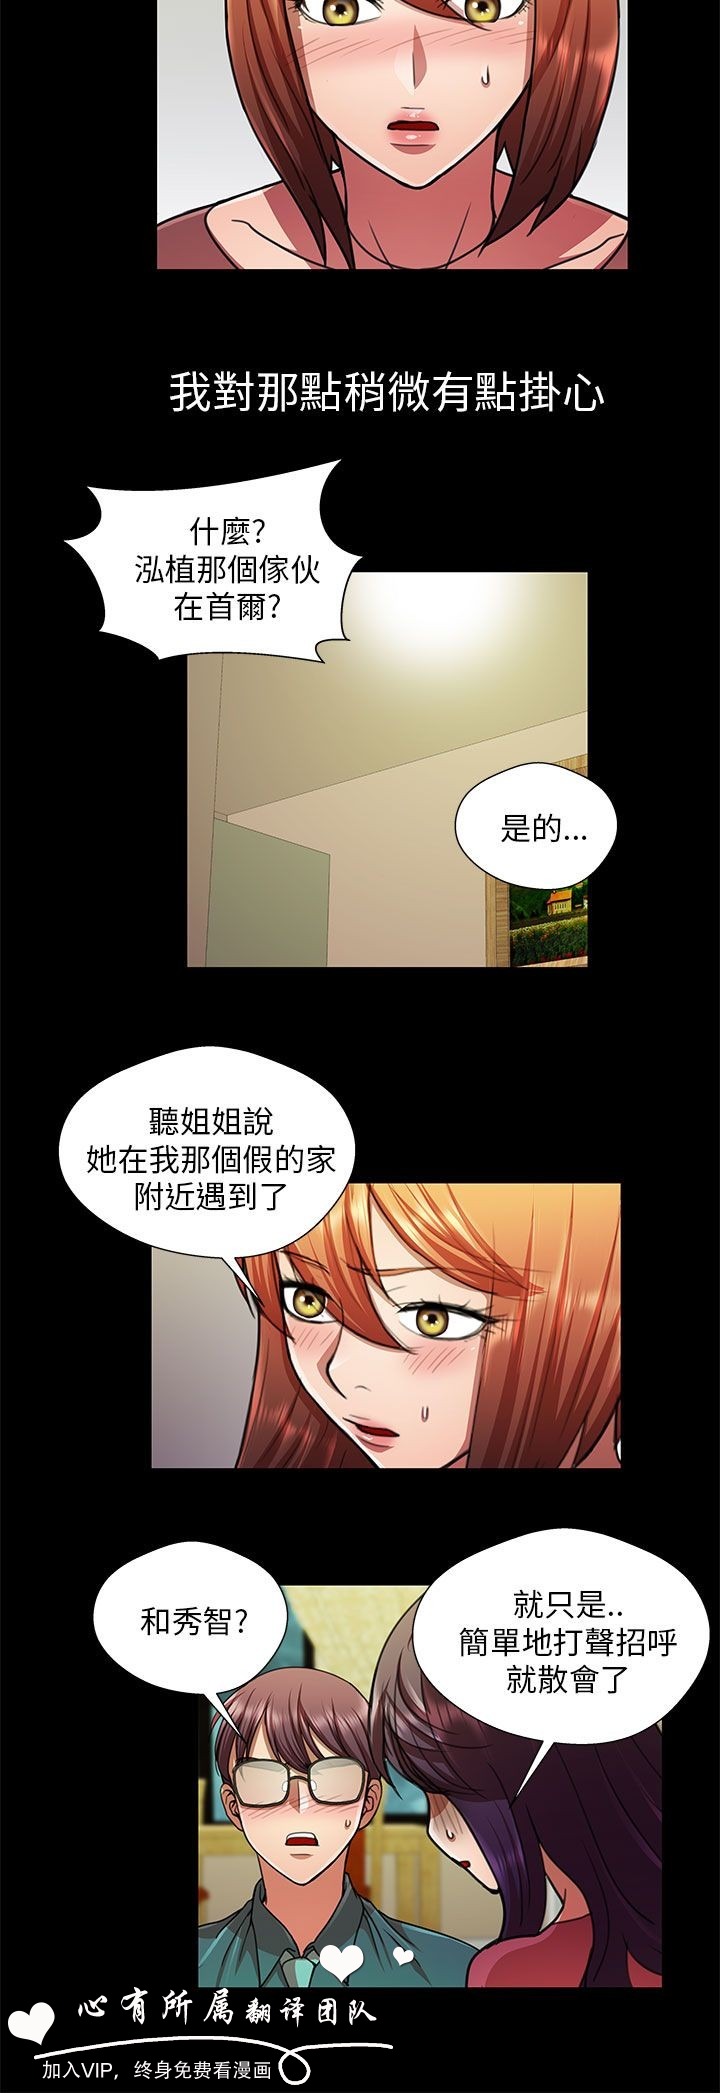 我對那點稍微有點掛心
什麼?
泓植那個傢伙
在首爾?
是的...
聽姐姐說
她在我那個假的家
附近遇到了
和秀智?
就只是..
簡單地打聲招呼
就散會了
心有所属翻译团队
加入VIP，终身免费看漫画